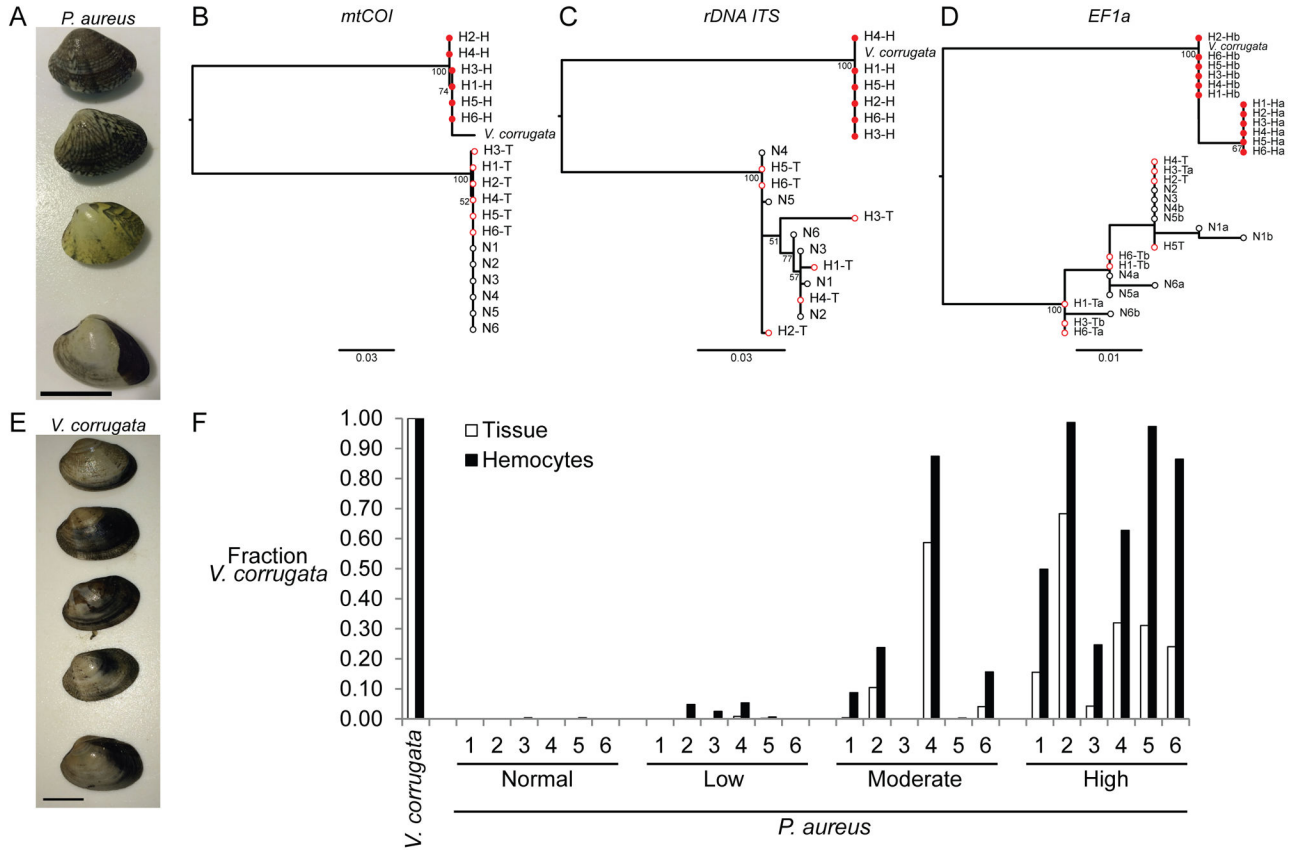 A
P. aureus
B
mtCOI
H2-H
H4-H
H3-H
100
H1-H
74
H5-H
H6-H
V. corrugata
H3-T
H1-T
100
H2-T
H4-T
52
H5-T
H6-T
N1
N2
N3
N4
N5
N6
0.03
C
rDNA ITS
H4-H
V. corrugata
100
H1-H
H5-H
H2-H
H6-H
H3-H
N4
H5-T
100
H6-T
N5
H3-T
51
N6
77
N3
H1-T
57
N1
H4-T
N2
H2-T
0.03
D
EF1a
H2-Hb
V. corrugata
100
H6-Hb
H5-Hb
H3-Hb
H4-Hb
H1-Hb
H1-Ha
H2-Ha
H3-Ha
H4-Ha
H5-Ha
67
H6-Ha
H4-T
H3-Ta
H2-T
N2
N3
N4b
N5b
N1a
N1b
H5T
H6-Tb
H1-Tb
N4a
N6a
N5a
H1-Ta
100
N6b
H3-Tb
H6-Ta
0.01
E
V. corrugata
F
Fraction
V. corrugata
1.00
0.90
0.80
0.70
0.60
0.50
0.40
0.30
0.20
0.10
0.00
Tissue
Hemocytes
V. corrugata
1 2 3 4 5 6
Normal
1 2 3 4 5 6
Low
1 2 3 4 5 6
Moderate
1 2 3 4 5 6
High
P. aureus